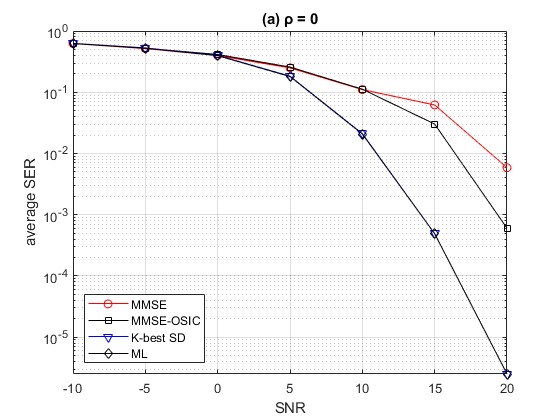 (a) ρ = 0
10^0
10^-1
10^-2
10^-3
10^-4
10^-5
average SER
MMSE
MMSE-OSIC
K-best SD
ML
-10 -5 0 5 10 15 20
SNR